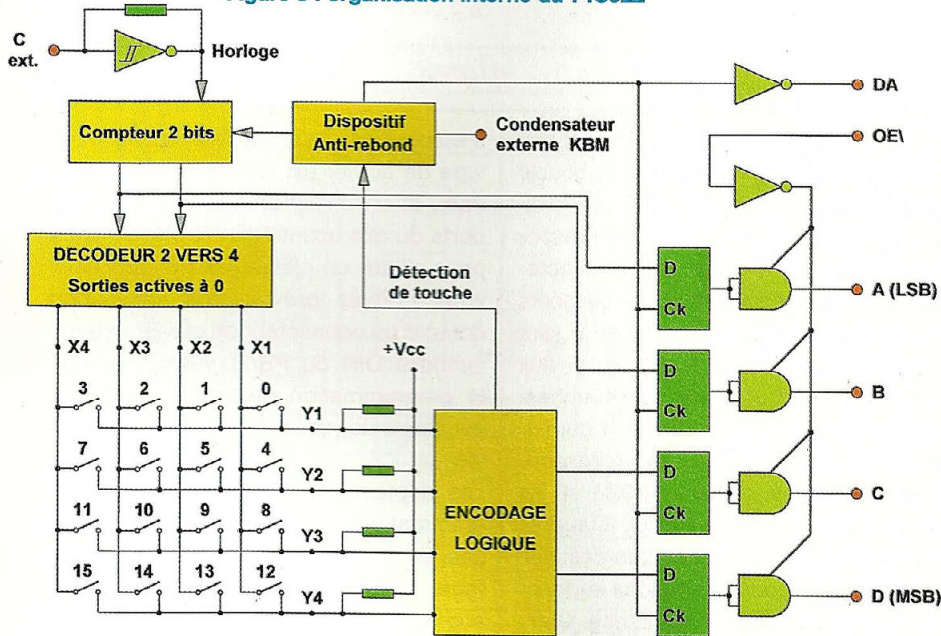 C
ext.
Horloge
DA
Compteur 2 bits
Dispositif
Anti-rebond
Condensateur
externe KBM
OE\
DECODEUR 2 VERS 4
Sorties actives à 0
Détection
de touche
D
Ck
A (LSB)
X4 X3 X2 X1
+Vcc
3 2 1 0
Y1
D
Ck
B
7 6 5 4
Y2
D
Ck
C
11 10 9 8
Y3
ENCODAGE
LOGIQUE
15 14 13 12
Y4
D
Ck
D (MSB)